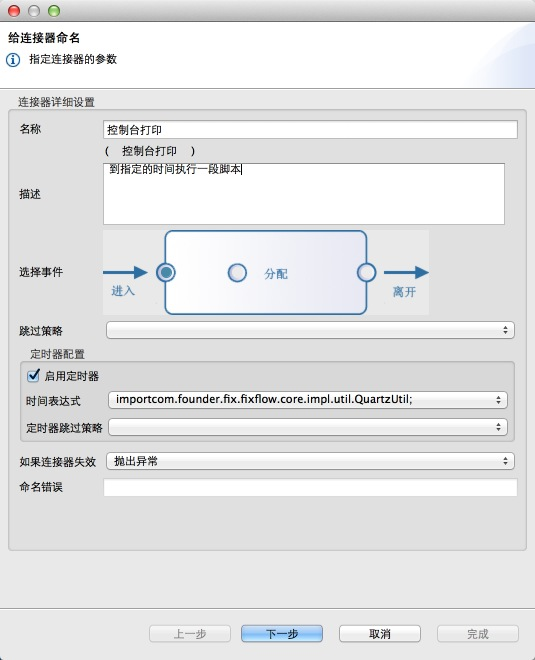 给连接器命名
指定连接器的参数
连接器详细设置
名称
控制台打印
( 控制台打印 )
描述
到指定的时间执行一段脚本
选择事件
进入
分配
离开
跳过策略
定时器配置
启用定时器
时间表达式
importcom.founder.fix.fixflow.core.impl.util.QuartzUtil;
定时器跳过策略
如果连接器失效
抛出异常
命名错误
上一步
下一步
取消
完成